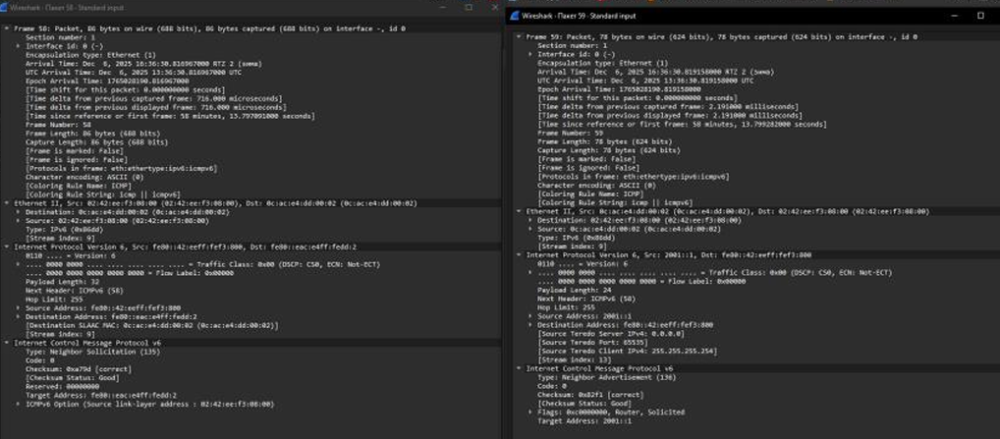 Wireshark · Пакет 58 · Standard input
Frame 58: Packet, 86 bytes on wire (688 bits), 86 bytes captured (688 bits) on interface -, id 0
Section number: 1
Interface id: 0 (-)
Encapsulation type: Ethernet (1)
Arrival Time: Dec  6, 2025 16:36:30.816967000 RTZ 2 (зима)
UTC Arrival Time: Dec  6, 2025 13:36:30.816967000 UTC
Epoch Arrival Time: 1765028190.816967000
[Time shift for this packet: 0.000000000 seconds]
[Time delta from previous captured frame: 716.000 microseconds]
[Time delta from previous displayed frame: 716.000 microseconds]
[Time since reference or first frame: 58 minutes, 13.797091000 seconds]
Frame Number: 58
Frame Length: 86 bytes (688 bits)
Capture Length: 86 bytes (688 bits)
[Frame is marked: False]
[Frame is ignored: False]
[Protocols in frame: eth:ethertype:ipv6:icmpv6]
Character encoding: ASCII (0)
[Coloring Rule Name: ICMP]
[Coloring Rule String: icmp || icmpv6]
Ethernet II, Src: 02:42:ee:f3:08:00 (02:42:ee:f3:08:00), Dst: 0c:ac:e4:dd:00:02 (0c:ac:e4:dd:00:02)
Destination: 0c:ac:e4:dd:00:02 (0c:ac:e4:dd:00:02)
Source: 02:42:ee:f3:08:00 (02:42:ee:f3:08:00)
Type: IPv6 (0x86dd)
[Stream index: 9]
Internet Protocol Version 6, Src: fe80::42:eeff:fef3:800, Dst: fe80::eac:e4ff:fedd:2
0110 .... = Version: 6
.... 0000 0000 .... .... .... .... .... = Traffic Class: 0x00 (DSCP: CS0, ECN: Not-ECT)
.... 0000 0000 0000 0000 0000 = Flow Label: 0x00000
Payload Length: 32
Next Header: ICMPv6 (58)
Hop Limit: 255
Source Address: fe80::42:eeff:fef3:800
Destination Address: fe80::eac:e4ff:fedd:2
[Destination SLAAC MAC: 0c:ac:e4:dd:00:02 (0c:ac:e4:dd:00:02)]
[Stream index: 9]
Internet Control Message Protocol v6
Type: Neighbor Solicitation (135)
Code: 0
Checksum: 0xa79d [correct]
[Checksum Status: Good]
Reserved: 00000000
Target Address: fe80::eac:e4ff:fedd:2
ICMPv6 Option (Source link-layer address : 02:42:ee:f3:08:00)
Wireshark · Пакет 59 · Standard input
Frame 59: Packet, 78 bytes on wire (624 bits), 78 bytes captured (624 bits) on interface -, id 0
Section number: 1
Interface id: 0 (-)
Encapsulation type: Ethernet (1)
Arrival Time: Dec  6, 2025 16:36:30.819158000 RTZ 2 (зима)
UTC Arrival Time: Dec  6, 2025 13:36:30.819158000 UTC
Epoch Arrival Time: 1765028190.819158000
[Time shift for this packet: 0.000000000 seconds]
[Time delta from previous captured frame: 2.191000 milliseconds]
[Time delta from previous displayed frame: 2.191000 milliseconds]
[Time since reference or first frame: 58 minutes, 13.799282000 seconds]
Frame Number: 59
Frame Length: 78 bytes (624 bits)
Capture Length: 78 bytes (624 bits)
[Frame is marked: False]
[Frame is ignored: False]
[Protocols in frame: eth:ethertype:ipv6:icmpv6]
Character encoding: ASCII (0)
[Coloring Rule Name: ICMP]
[Coloring Rule String: icmp || icmpv6]
Ethernet II, Src: 0c:ac:e4:dd:00:02 (0c:ac:e4:dd:00:02), Dst: 02:42:ee:f3:08:00 (02:42:ee:f3:08:00)
Destination: 02:42:ee:f3:08:00 (02:42:ee:f3:08:00)
Source: 0c:ac:e4:dd:00:02 (0c:ac:e4:dd:00:02)
Type: IPv6 (0x86dd)
[Stream index: 9]
Internet Protocol Version 6, Src: 2001::1, Dst: fe80::42:eeff:fef3:800
0110 .... = Version: 6
.... 0000 0000 .... .... .... .... .... = Traffic Class: 0x00 (DSCP: CS0, ECN: Not-ECT)
.... 0000 0000 0000 0000 0000 = Flow Label: 0x00000
Payload Length: 24
Next Header: ICMPv6 (58)
Hop Limit: 255
Source Address: 2001::1
Destination Address: fe80::42:eeff:fef3:800
[Source Teredo Server IPv4: 0.0.0.0]
[Source Teredo Port: 65535]
[Source Teredo Client IPv4: 255.255.255.254]
[Stream index: 13]
Internet Control Message Protocol v6
Type: Neighbor Advertisement (136)
Code: 0
Checksum: 0x82f1 [correct]
[Checksum Status: Good]
Flags: 0xc0000000, Router, Solicited
Target Address: 2001::1